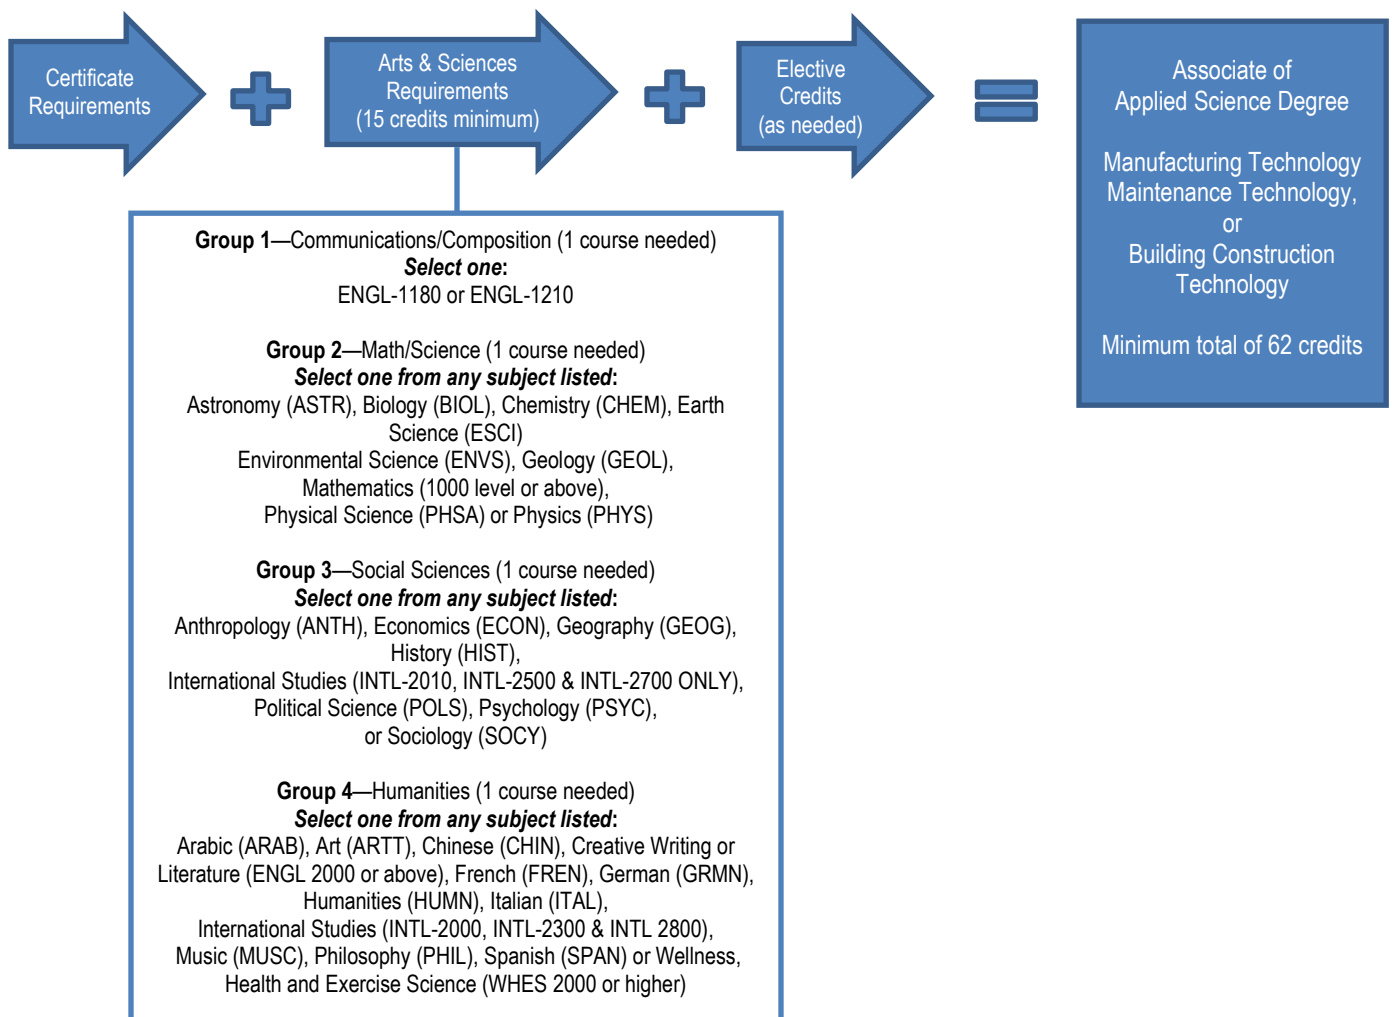 Certificate
Requirements
Arts & Sciences
Requirements
(15 credits minimum)
Elective
Credits
(as needed)
Associate of
Applied Science Degree
Manufacturing Technology
Maintenance Technology,
or
Building Construction
Technology
Minimum total of 62 credits
Group 1—Communications/Composition (1 course needed)
Select one:
ENGL-1180 or ENGL-1210
Group 2—Math/Science (1 course needed)
Select one from any subject listed:
Astronomy (ASTR), Biology (BIOL), Chemistry (CHEM), Earth
Science (ESCI)
Environmental Science (ENVS), Geology (GEOL),
Mathematics (1000 level or above),
Physical Science (PHSA) or Physics (PHYS)
Group 3—Social Sciences (1 course needed)
Select one from any subject listed:
Anthropology (ANTH), Economics (ECON), Geography (GEOG),
History (HIST),
International Studies (INTL-2010, INTL-2500 & INTL-2700 ONLY),
Political Science (POLS), Psychology (PSYC),
or Sociology (SOCY)
Group 4—Humanities (1 course needed)
Select one from any subject listed:
Arabic (ARAB), Art (ARTT), Chinese (CHIN), Creative Writing or
Literature (ENGL 2000 or above), French (FREN), German (GRMN),
Humanities (HUMN), Italian (ITAL),
International Studies (INTL-2000, INTL-2300 & INTL 2800),
Music (MUSC), Philosophy (PHIL), Spanish (SPAN) or Wellness,
Health and Exercise Science (WHES 2000 or higher)